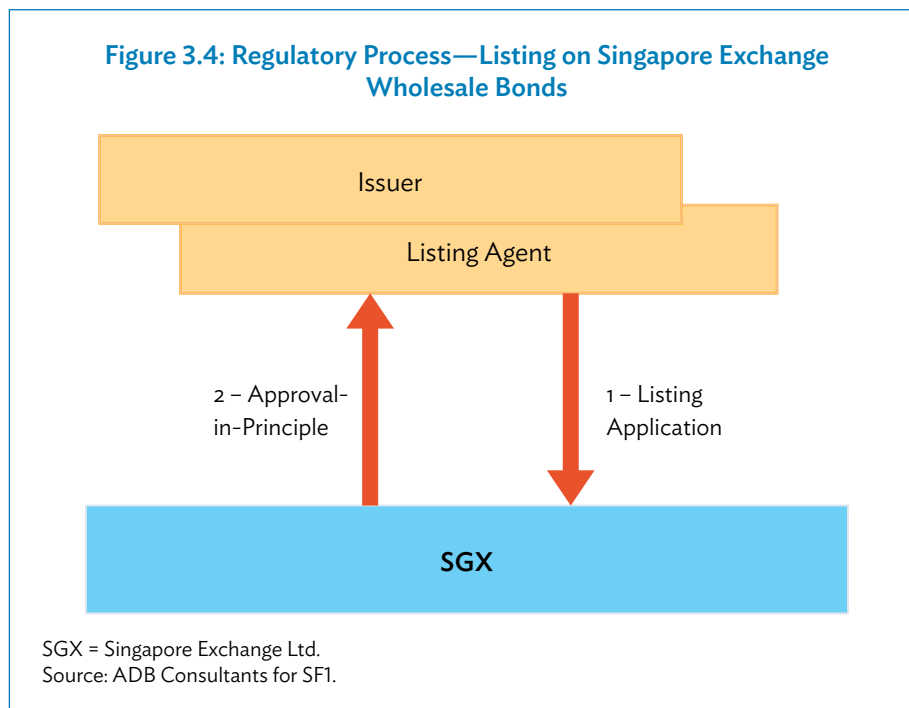 Figure 3.4: Regulatory Process—Listing on Singapore Exchange
Wholesale Bonds
Issuer
Listing Agent
2 – Approval-
in-Principle
1 – Listing
Application
SGX
SGX = Singapore Exchange Ltd.
Source: ADB Consultants for SF1.